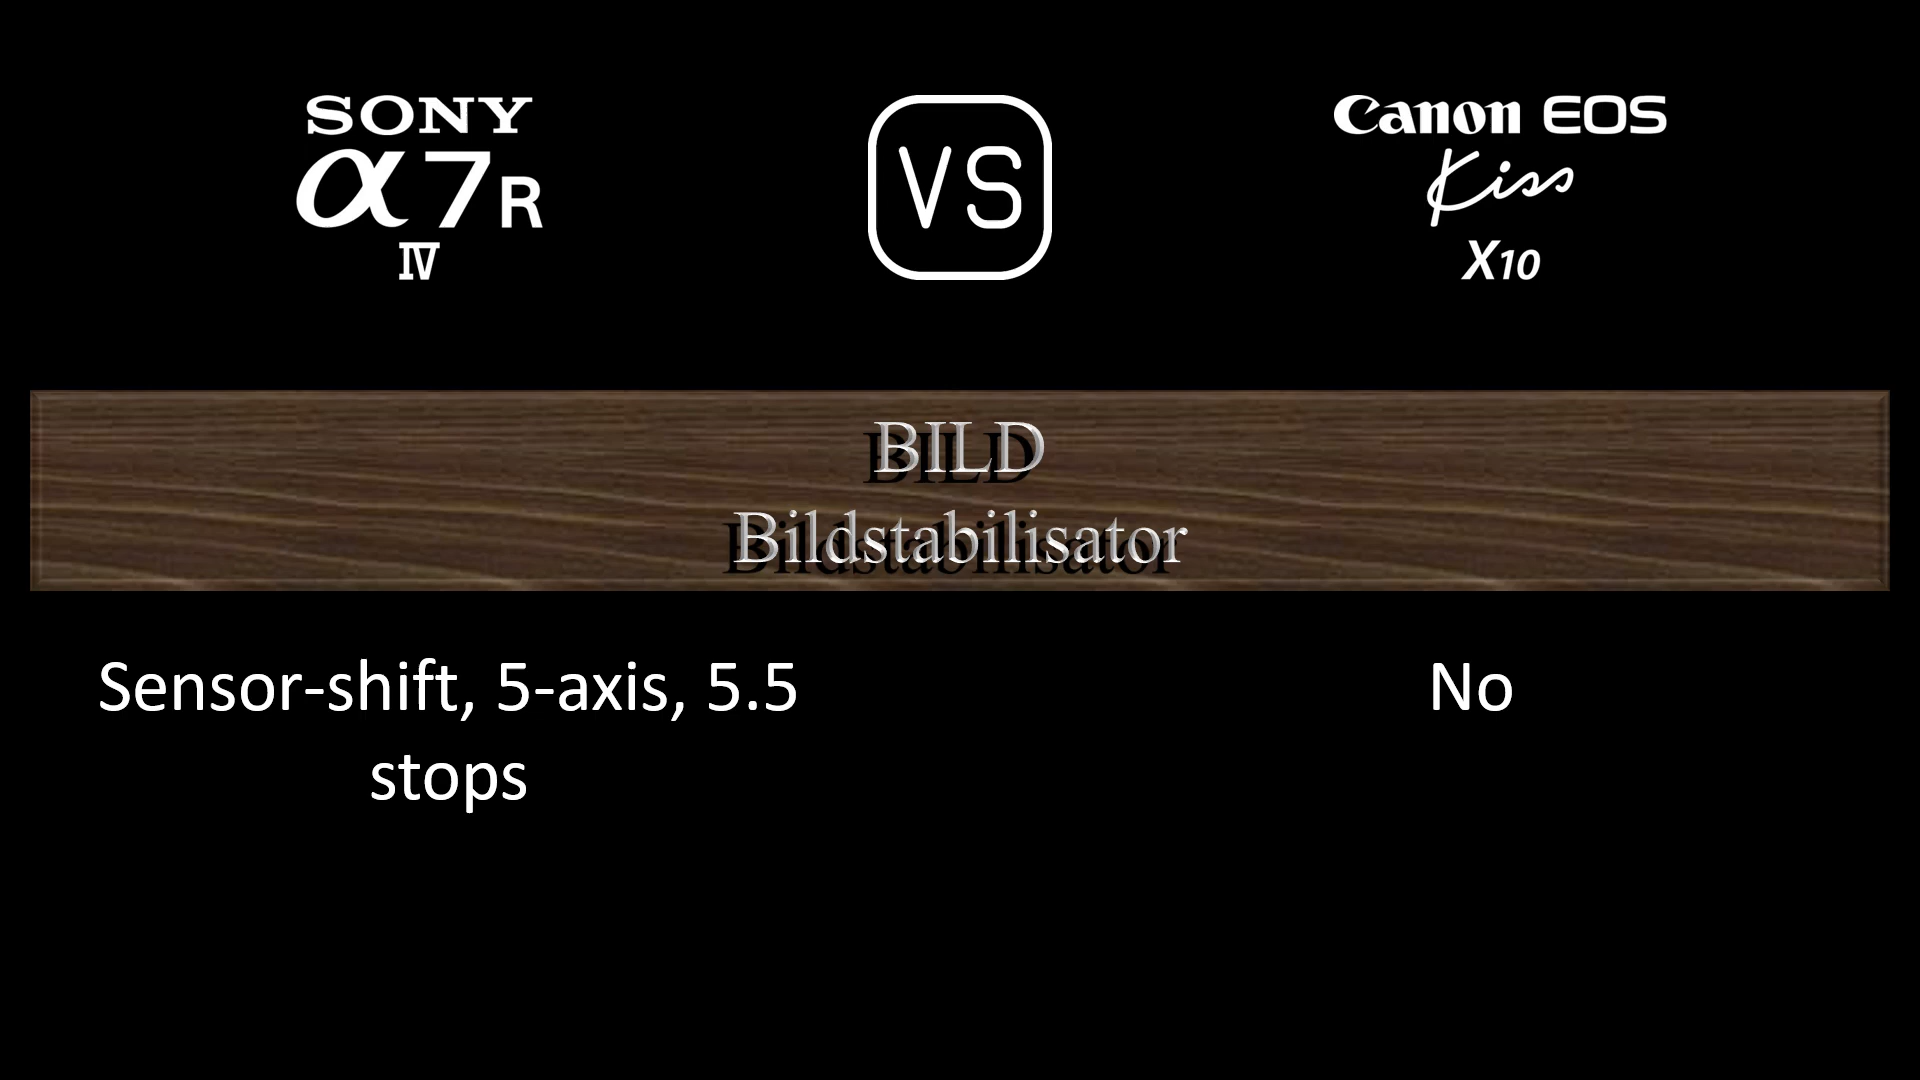 SONY
α7R
IV
VS
Canon EOS
Kiss
X10
BILD
Bildstabilisator
Sensor-shift, 5-axis, 5.5
stops
No